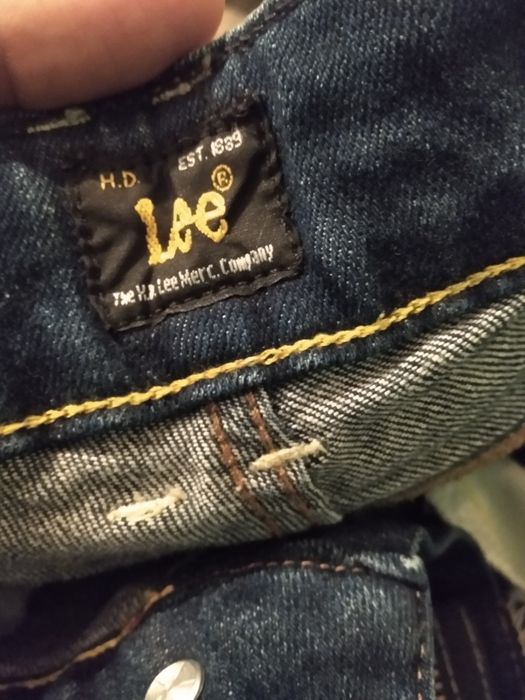 H.D. EST. 1889
Lee®
The H.D. Lee Merc. Company